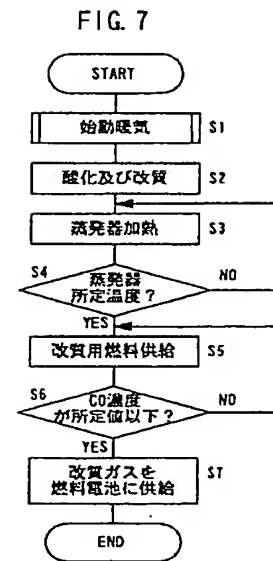 FIG. 7
START
始動暖気 S1
酸化及び改質 S2
蒸発器加熱 S3
S4 蒸発器 NO
所定温度?
YES
改質用燃料供給 S5
S6 CO濃度 NO
が所定値以下?
YES
改質ガスを S7
燃料電池に供給
END